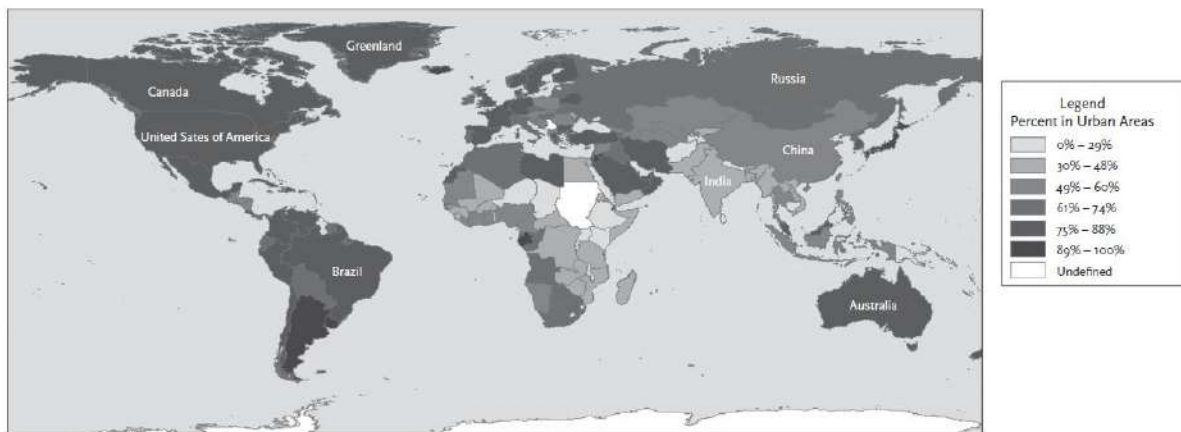 Greenland
Canada
Russia
United Sates of America
China
India
Brazil
Australia
Legend
Percent in Urban Areas
0% – 29%
30% – 48%
49% – 60%
61% – 74%
75% – 88%
89% – 100%
Undefined